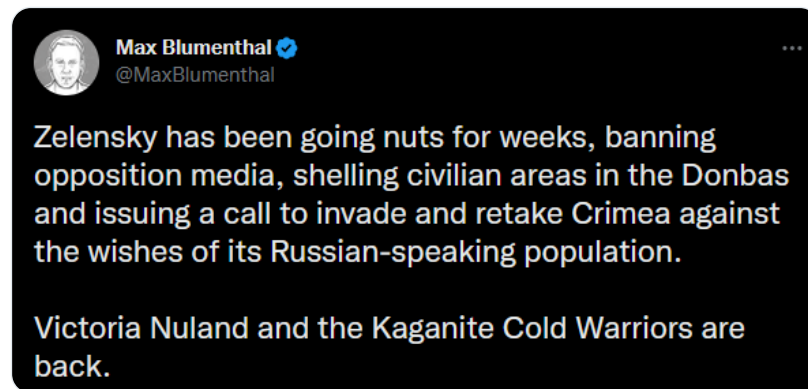 Max Blumenthal
@MaxBlumenthal
Zelensky has been going nuts for weeks, banning
opposition media, shelling civilian areas in the Donbas
and issuing a call to invade and retake Crimea against
the wishes of its Russian-speaking population.
Victoria Nuland and the Kaganite Cold Warriors are
back.